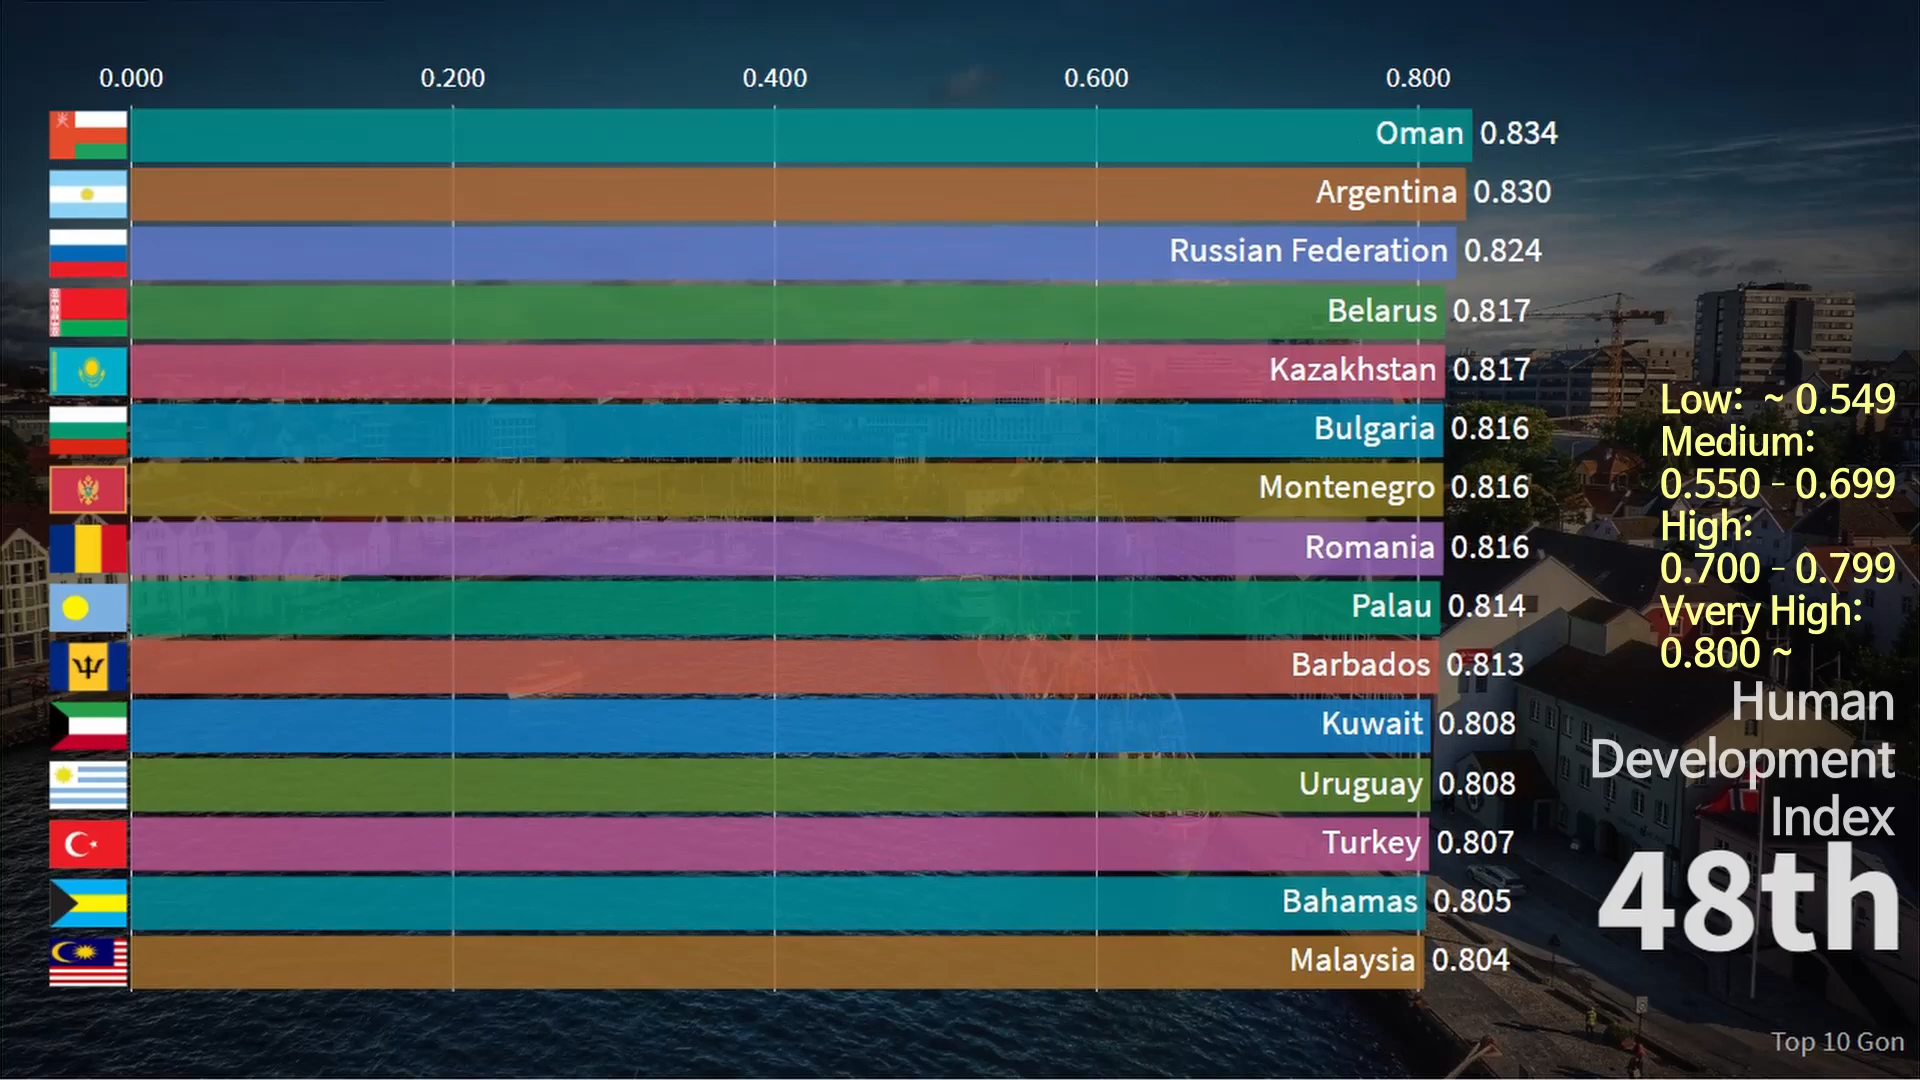 0.000 0.200 0.400 0.600 0.800
Oman 0.834
Argentina 0.830
Russian Federation 0.824
Belarus 0.817
Kazakhstan 0.817
Bulgaria 0.816
Montenegro 0.816
Romania 0.816
Palau 0.814
Barbados 0.813
Kuwait 0.808
Uruguay 0.808
Turkey 0.807
Bahamas 0.805
Malaysia 0.804
Low: ~ 0.549
Medium:
0.550 - 0.699
High:
0.700 - 0.799
Vvery High:
0.800 ~
Human
Development
Index
48th
Top 10 Gon